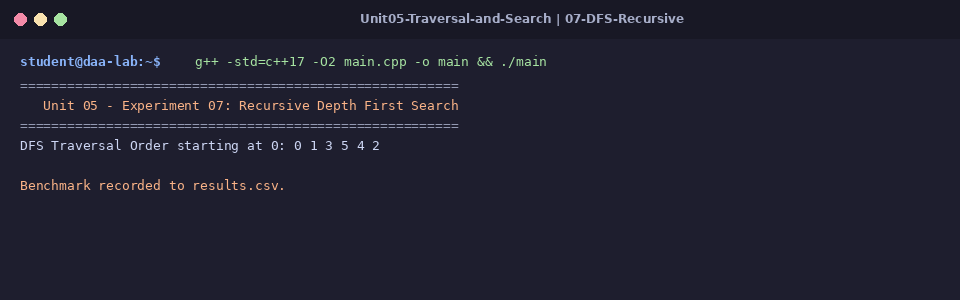 Unit05-Traversal-and-Search | 07-DFS-Recursive
student@daa-lab:~$ g++ -std=c++17 -O2 main.cpp -o main && ./main
========================================================
Unit 05 - Experiment 07: Recursive Depth First Search
========================================================
DFS Traversal Order starting at 0: 0 1 3 5 4 2
Benchmark recorded to results.csv.